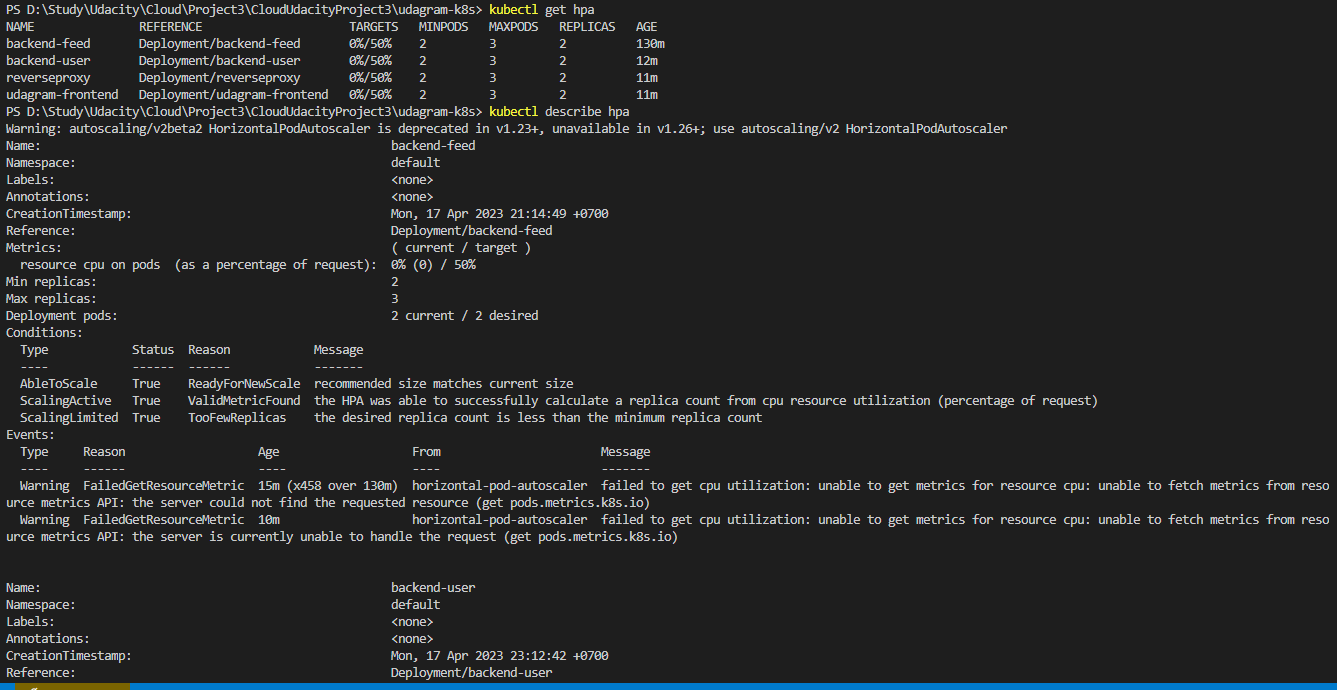 PS D:\Study\Udacity\Cloud\Project3\CloudUdacityProject3\udagram-k8s> kubectl get hpa
NAME REFERENCE TARGETS MINPODS MAXPODS REPLICAS AGE
backend-feed Deployment/backend-feed 0%/50% 2 3 2 130m
backend-user Deployment/backend-user 0%/50% 2 3 2 12m
reverseproxy Deployment/reverseproxy 0%/50% 2 3 2 11m
udagram-frontend Deployment/udagram-frontend 0%/50% 2 3 2 11m
PS D:\Study\Udacity\Cloud\Project3\CloudUdacityProject3\udagram-k8s> kubectl describe hpa
Warning: autoscaling/v2beta2 HorizontalPodAutoscaler is deprecated in v1.23+, unavailable in v1.26+; use autoscaling/v2 HorizontalPodAutoscaler
Name: backend-feed
Namespace: default
Labels: <none>
Annotations: <none>
CreationTimestamp: Mon, 17 Apr 2023 21:14:49 +0700
Reference: Deployment/backend-feed
Metrics: ( current / target )
resource cpu on pods (as a percentage of request): 0% (0) / 50%
Min replicas: 2
Max replicas: 3
Deployment pods: 2 current / 2 desired
Conditions:
Type Status Reason Message
---- ------ ------ -------
AbleToScale True ReadyForNewScale recommended size matches current size
ScalingActive True ValidMetricFound the HPA was able to successfully calculate a replica count from cpu resource utilization (percentage of request)
ScalingLimited True TooFewReplicas the desired replica count is less than the minimum replica count
Events:
Type Reason Age From Message
---- ------ ---- ---- -------
Warning FailedGetResourceMetric 15m (x458 over 130m) horizontal-pod-autoscaler failed to get cpu utilization: unable to get metrics for resource cpu: unable to fetch metrics from reso
urce metrics API: the server could not find the requested resource (get pods.metrics.k8s.io)
Warning FailedGetResourceMetric 10m horizontal-pod-autoscaler failed to get cpu utilization: unable to get metrics for resource cpu: unable to fetch metrics from reso
urce metrics API: the server is currently unable to handle the request (get pods.metrics.k8s.io)
Name: backend-user
Namespace: default
Labels: <none>
Annotations: <none>
CreationTimestamp: Mon, 17 Apr 2023 23:12:42 +0700
Reference: Deployment/backend-user